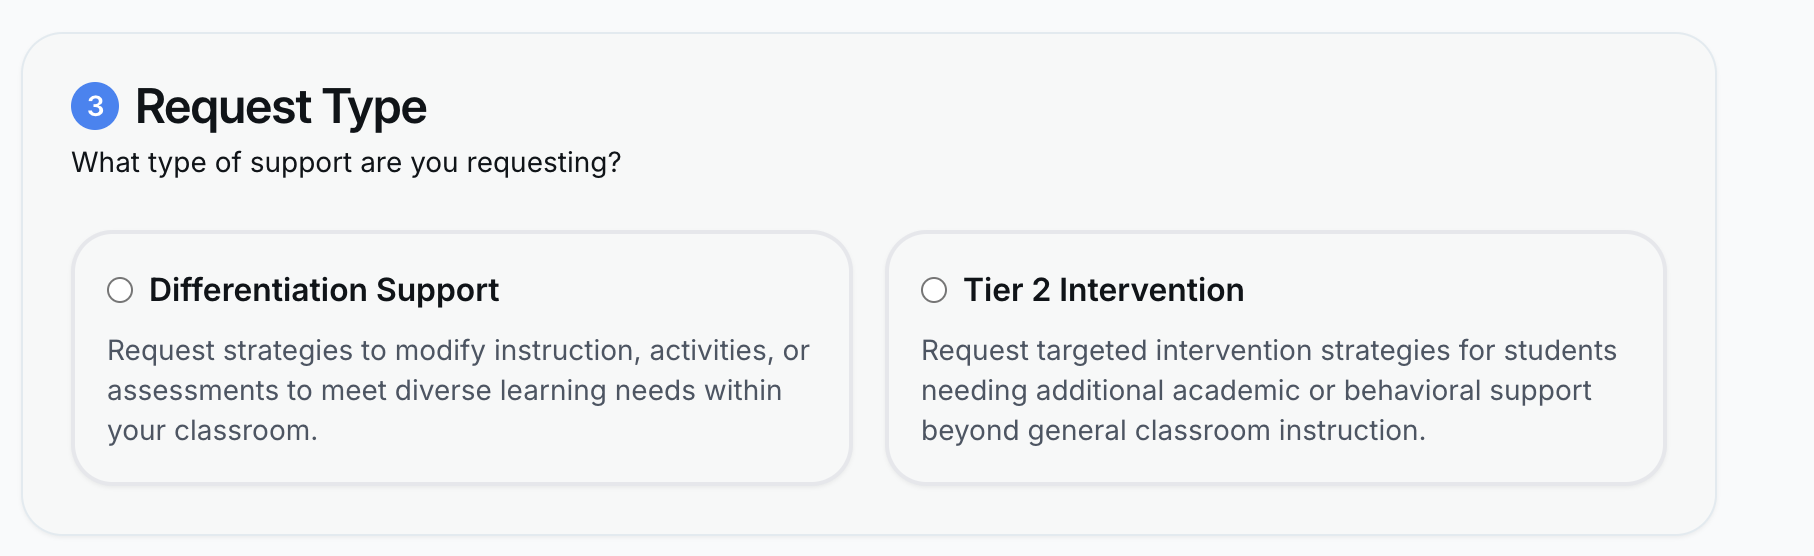 3 Request Type
What type of support are you requesting?
Differentiation Support
Request strategies to modify instruction, activities, or
assessments to meet diverse learning needs within
your classroom.
Tier 2 Intervention
Request targeted intervention strategies for students
needing additional academic or behavioral support
beyond general classroom instruction.